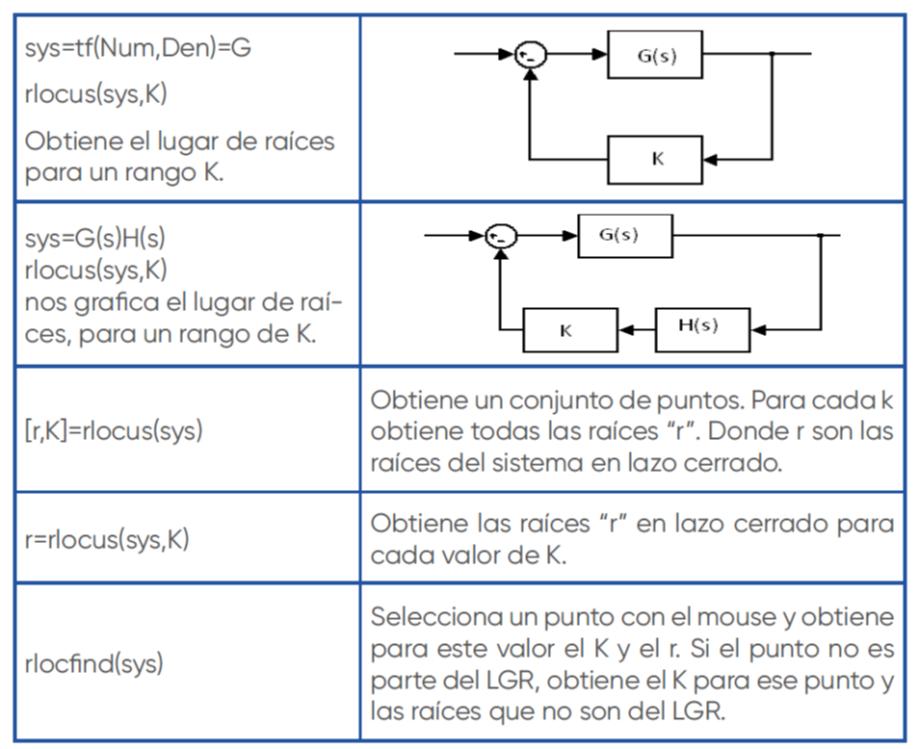 sys=tf(Num,Den)=G
rlocus(sys,K)
Obtiene el lugar de raíces
para un rango K.
+-
G(s)
K
sys=G(s)H(s)
rlocus(sys,K)
nos grafica el lugar de raí-
ces, para un rango de K.
+-
G(s)
K
H(s)
[r,K]=rlocus(sys)
Obtiene un conjunto de puntos. Para cada k
obtiene todas las raíces “r”. Donde r son las
raíces del sistema en lazo cerrado.
r=rlocus(sys,K)
Obtiene las raíces “r” en lazo cerrado para
cada valor de K.
rlocfind(sys)
Selecciona un punto con el mouse y obtiene
para este valor el K y el r. Si el punto no es
parte del LGR, obtiene el K para ese punto y
las raíces que no son del LGR.